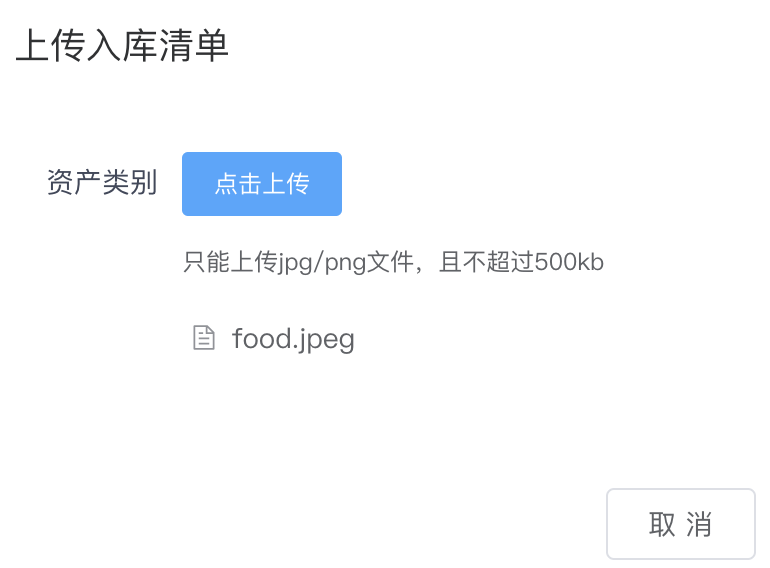 上传入库清单
资产类别 点击上传
只能上传jpg/png文件，且不超过500kb
food.jpeg
取 消